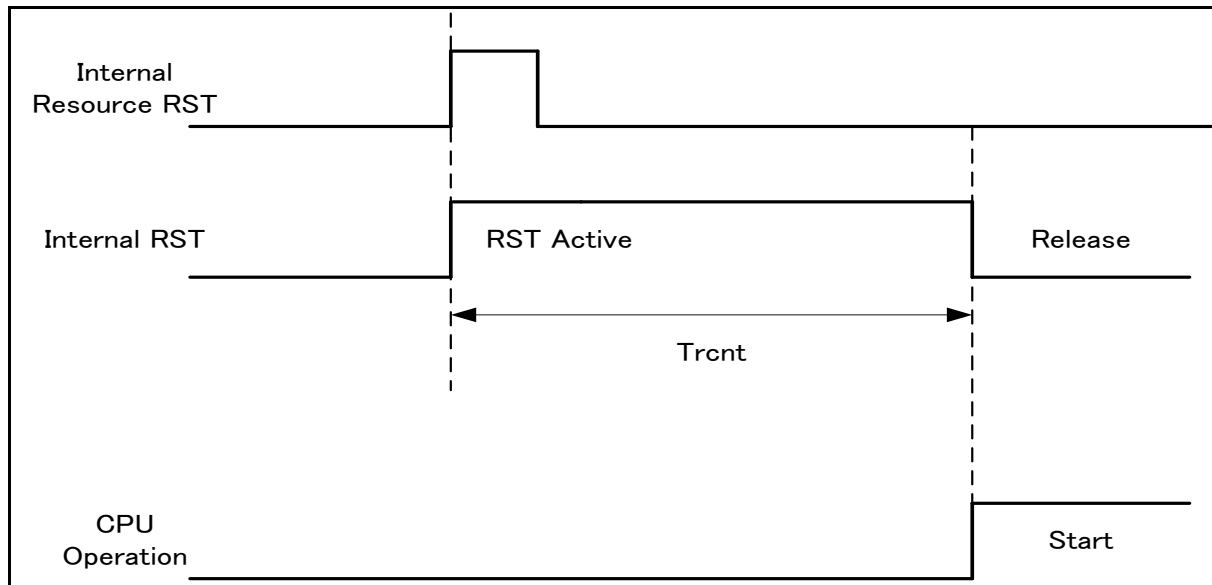 Internal
Resource RST
Internal RST
RST Active
Release
Trcnt
CPU
Operation
Start